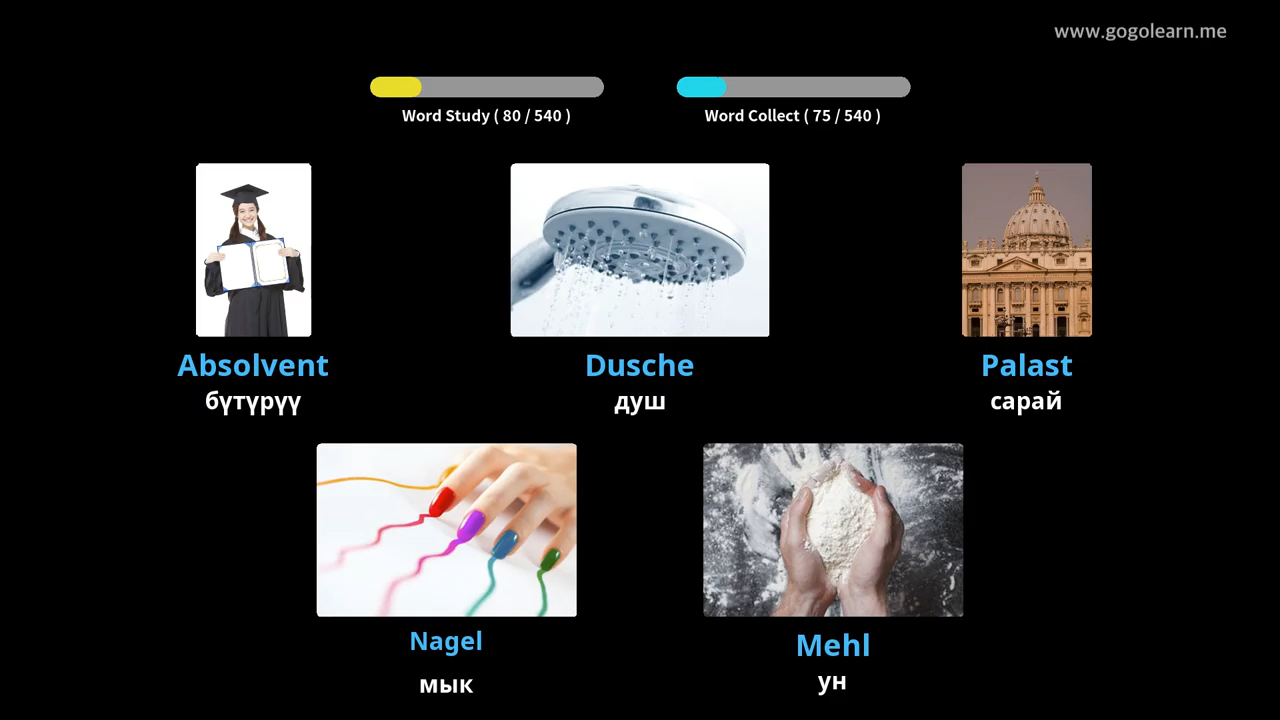 www.gogolearn.me
Word Study ( 80 / 540 )
Word Collect ( 75 / 540 )
Absolvent
бүтүрүү
Dusche
душ
Palast
сарай
Nagel
мык
Mehl
ун